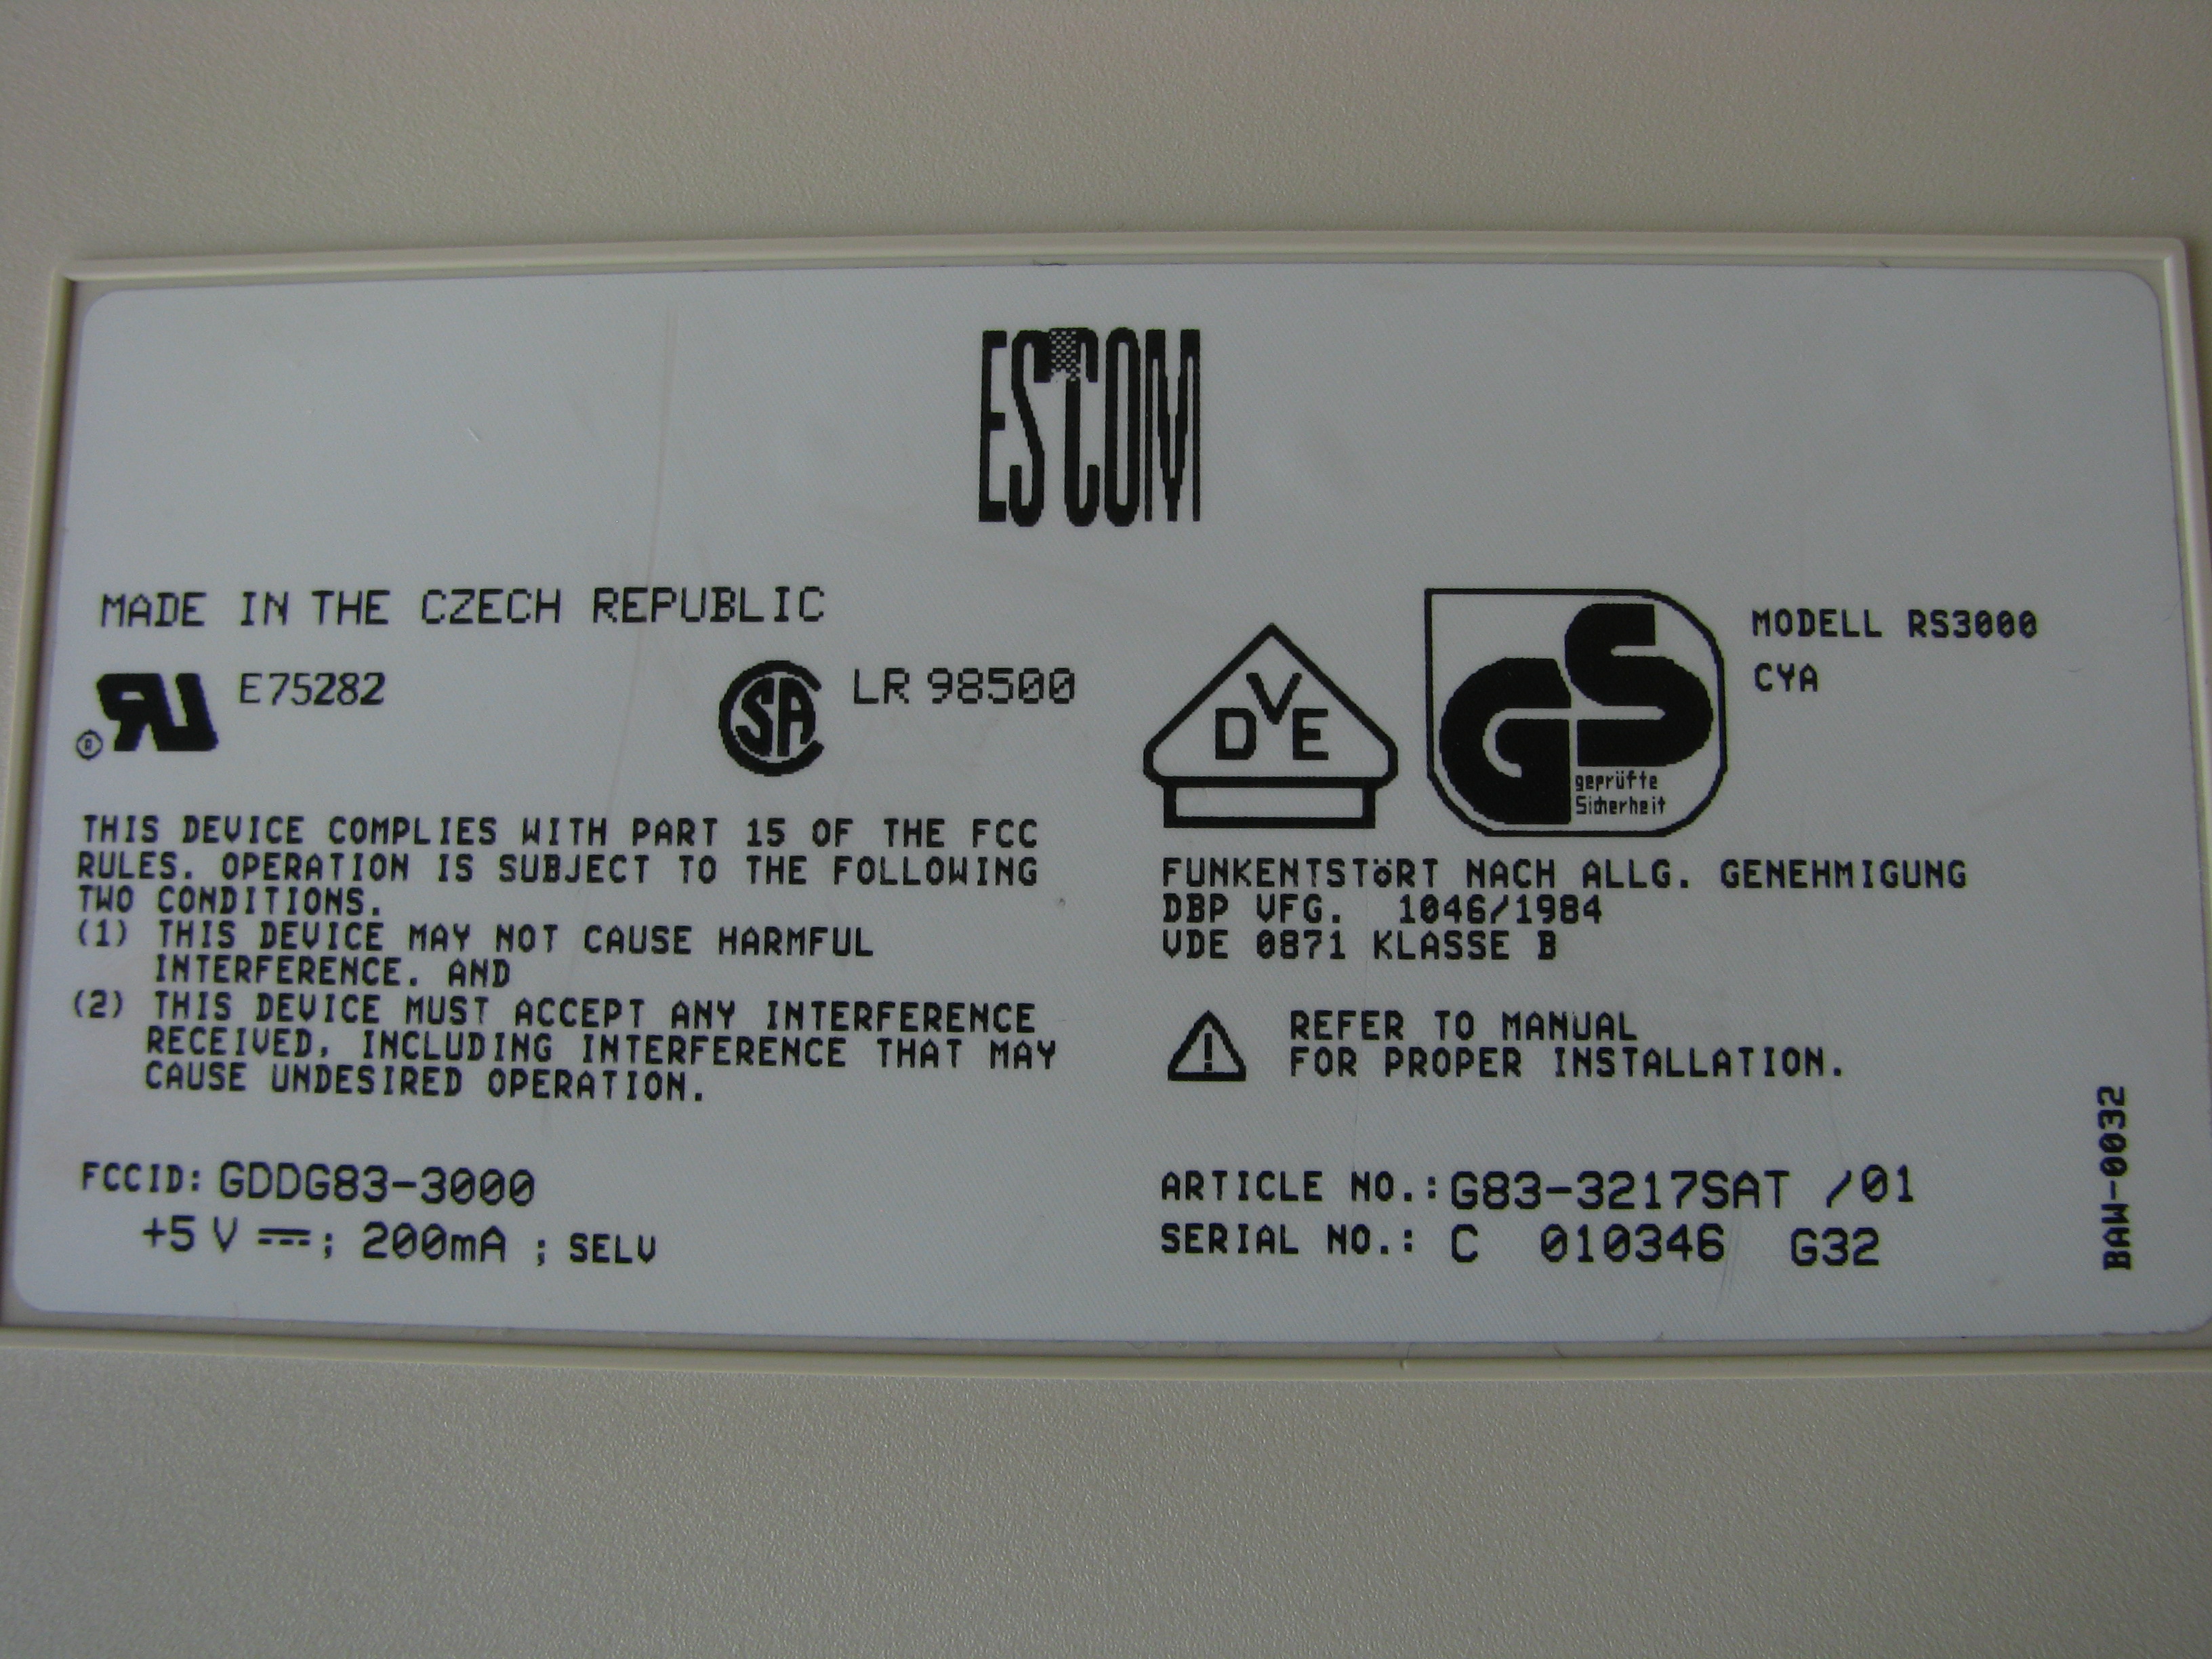 ESCOM
MADE IN THE CZECH REPUBLIC
® RU E75282
CSA LR 98500
THIS DEVICE COMPLIES WITH PART 15 OF THE FCC
RULES. OPERATION IS SUBJECT TO THE FOLLOWING
TWO CONDITIONS.
(1) THIS DEVICE MAY NOT CAUSE HARMFUL
INTERFERENCE. AND
(2) THIS DEVICE MUST ACCEPT ANY INTERFERENCE
RECEIVED, INCLUDING INTERFERENCE THAT MAY
CAUSE UNDESIRED OPERATION.
FCCID: GDDG83-3000
+5 V ⎓; 200mA ; SELV
DVE
GS
geprüfte
Sicherheit
MODELL RS3000
CYA
FUNKENTSTöRT NACH ALLG. GENEHMIGUNG
DBP VFG. 1046/1984
VDE 0871 KLASSE B
REFER TO MANUAL
FOR PROPER INSTALLATION.
ARTICLE NO.: G83-3217SAT /01
SERIAL NO.: C 010346 G32
BAW-0032